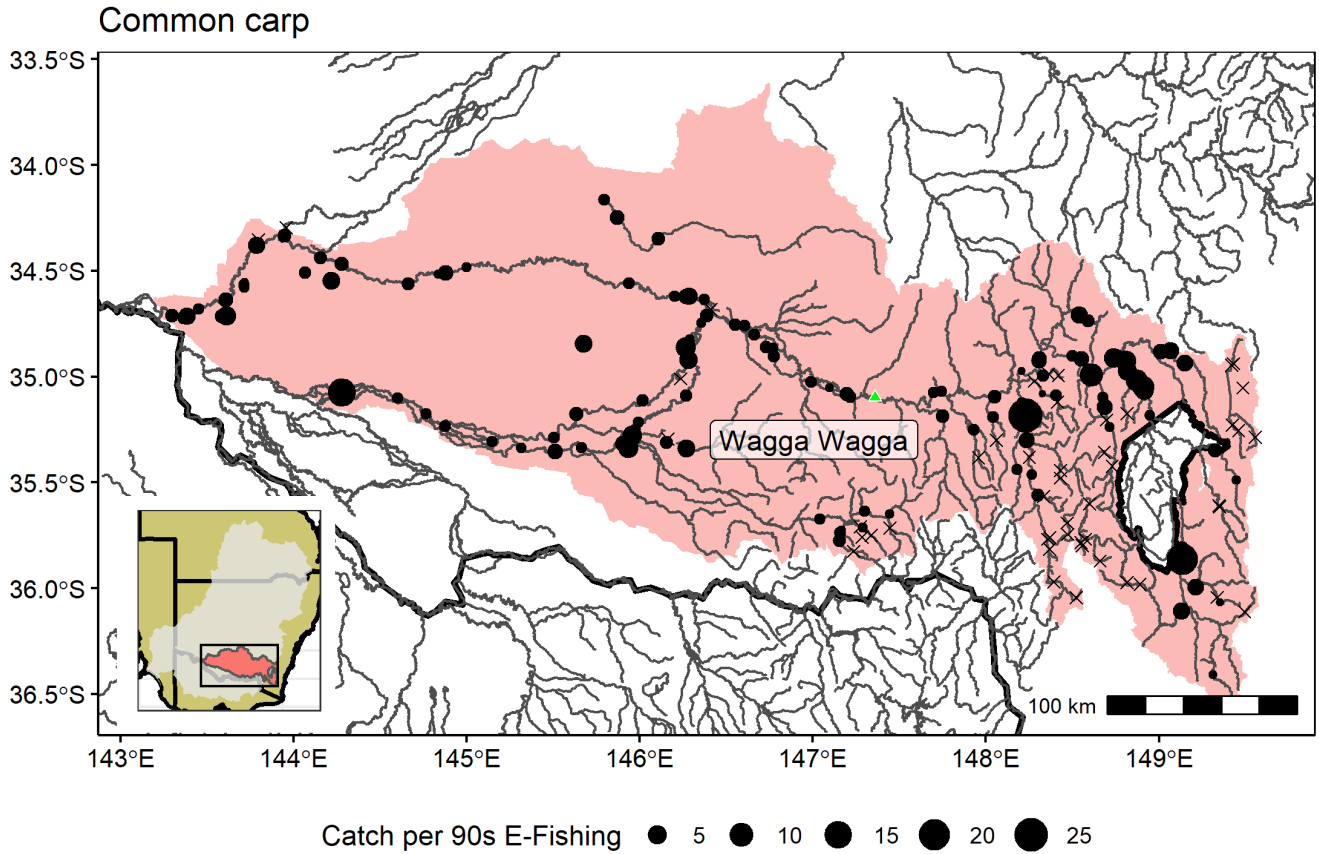 Common carp
33.5°S
34.0°S
34.5°S
35.0°S
35.5°S
36.0°S
36.5°S
Wagga Wagga
100 km
143°E 144°E 145°E 146°E 147°E 148°E 149°E
Catch per 90s E-Fishing 5 10 15 20 25